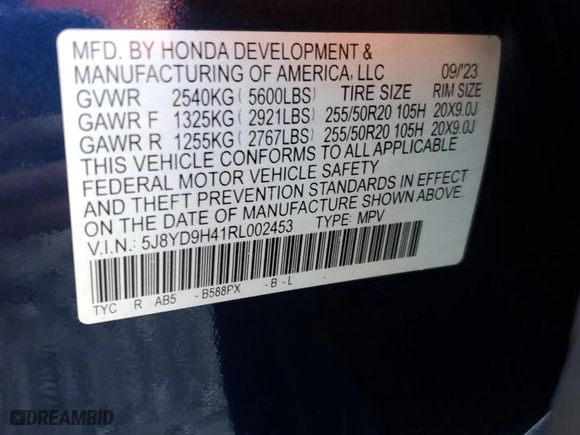 MFD. BY HONDA DEVELOPMENT &
MANUFACTURING OF AMERICA, LLC 09/'23
GVWR 2540KG ( 5600LBS) TIRE SIZE RIM SIZE
GAWR F 1325KG ( 2921LBS) 255/50R20 105H 20X9.0J
GAWR R 1255KG ( 2767LBS) 255/50R20 105H 20X9.0J
THIS VEHICLE CONFORMS TO ALL APPLICABLE
FEDERAL MOTOR VEHICLE SAFETY
AND THEFT PREVENTION STANDARDS IN EFFECT
ON THE DATE OF MANUFACTURE SHOWN ABOVE.
V.I.N.: 5J8YD9H41RL002453 TYPE: MPV
TYC R AB5 - B588PX - B - L
DREAMBID